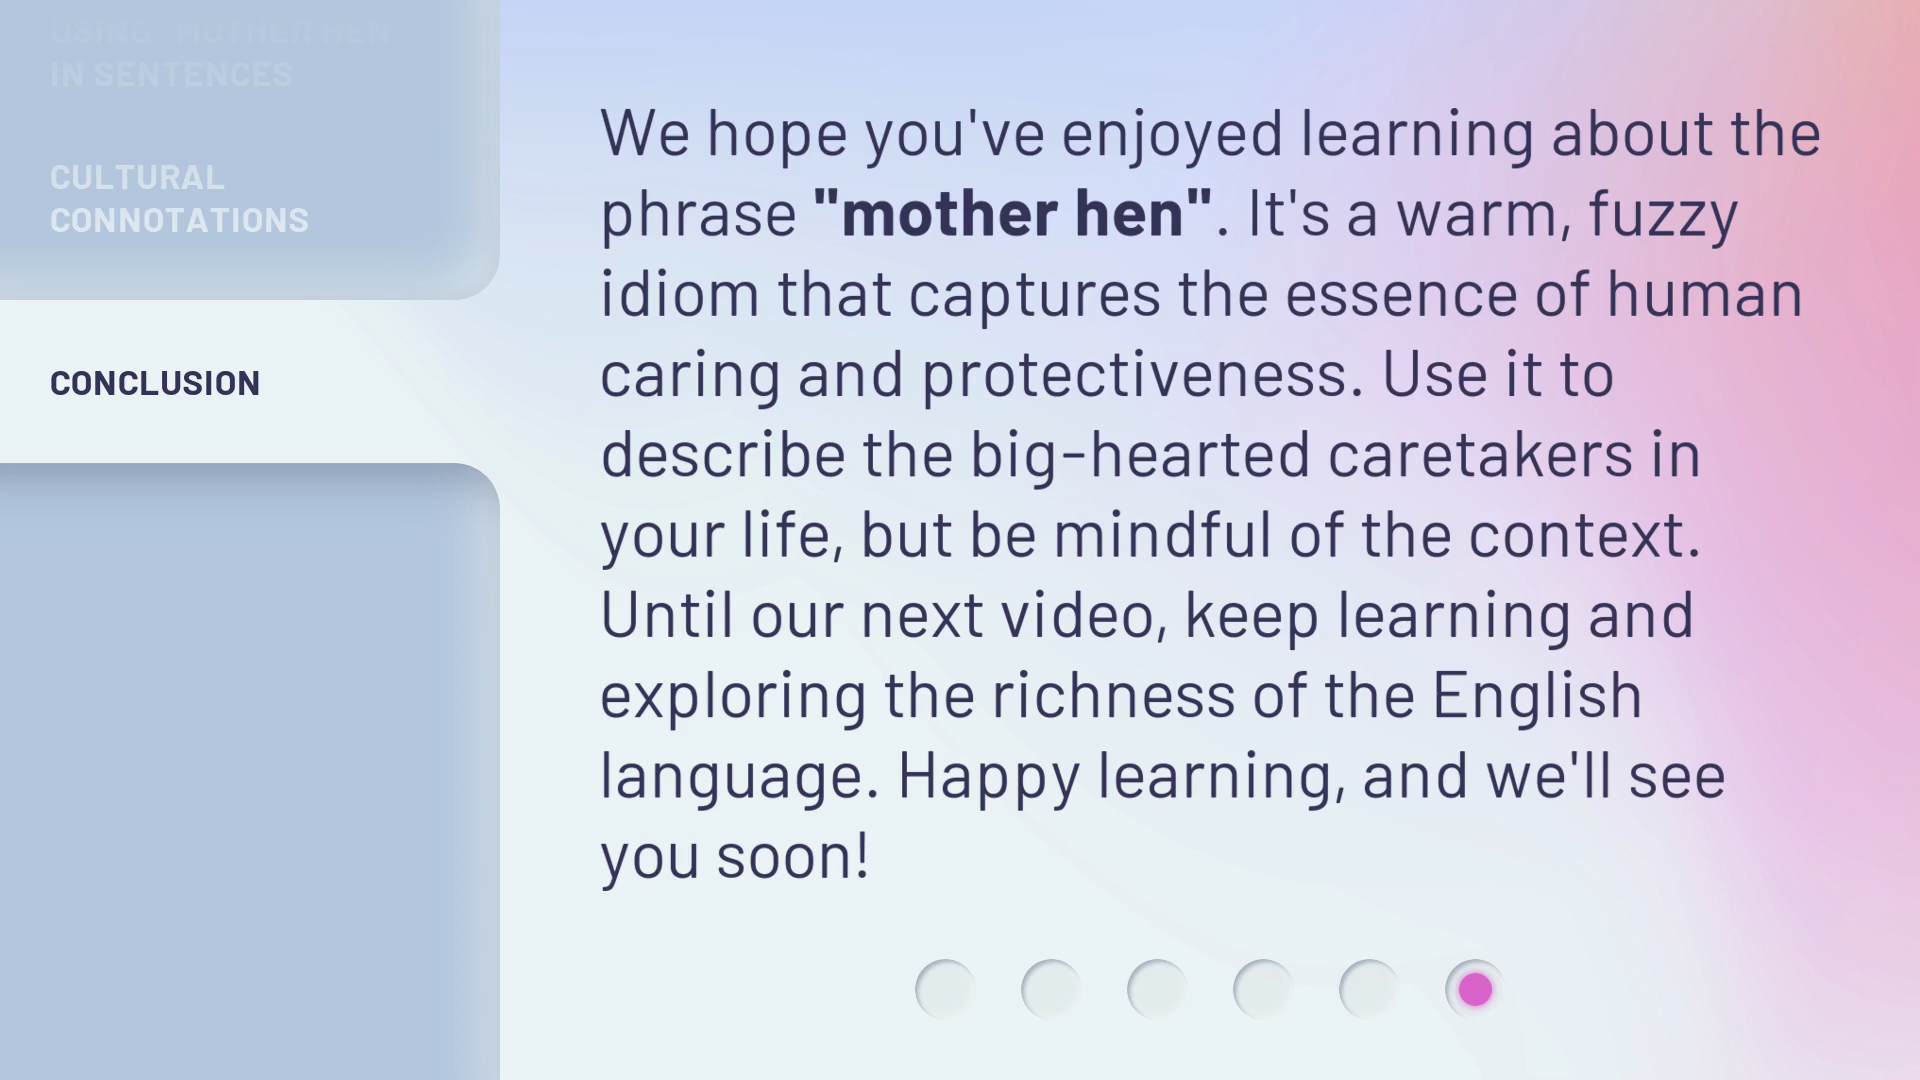 USING "MOTHER HEN"
IN SENTENCES
CULTURAL
CONNOTATIONS
CONCLUSION
We hope you've enjoyed learning about the
phrase "mother hen". It's a warm, fuzzy
idiom that captures the essence of human
caring and protectiveness. Use it to
describe the big-hearted caretakers in
your life, but be mindful of the context.
Until our next video, keep learning and
exploring the richness of the English
language. Happy learning, and we'll see
you soon!